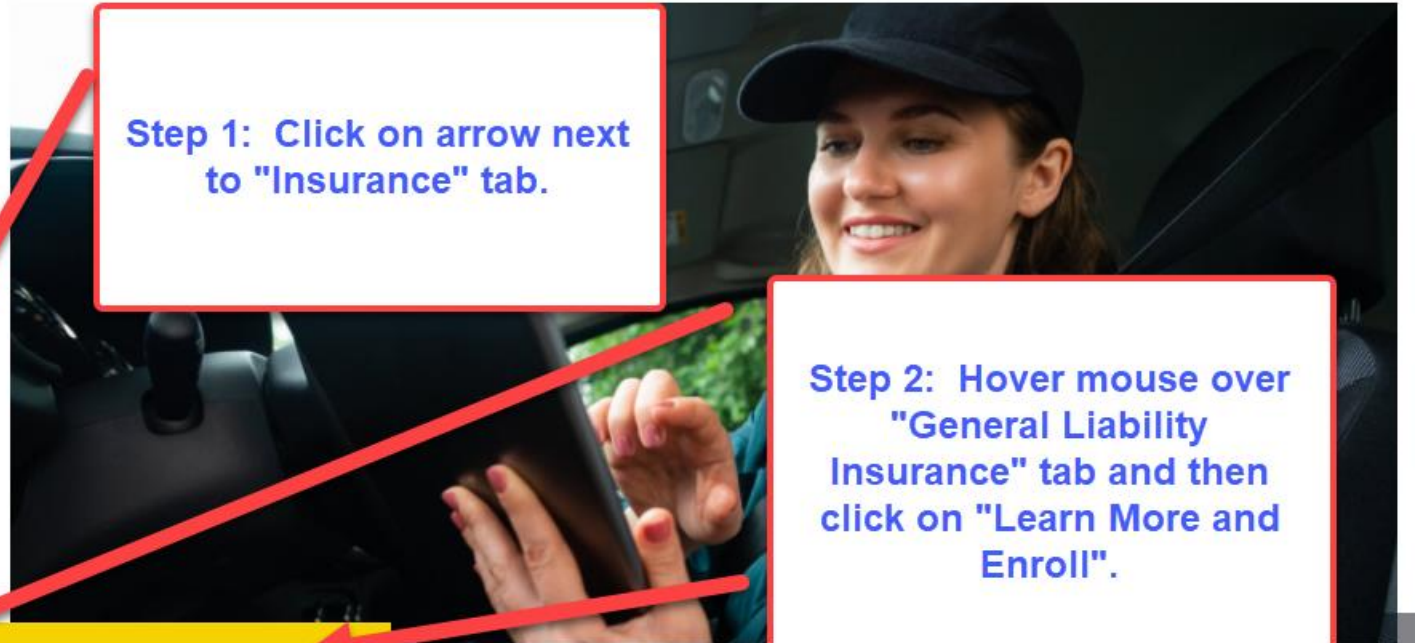 Step 1:  Click on arrow next
to "Insurance" tab.
Step 2:  Hover mouse over
"General Liability
Insurance" tab and then
click on "Learn More and
Enroll".